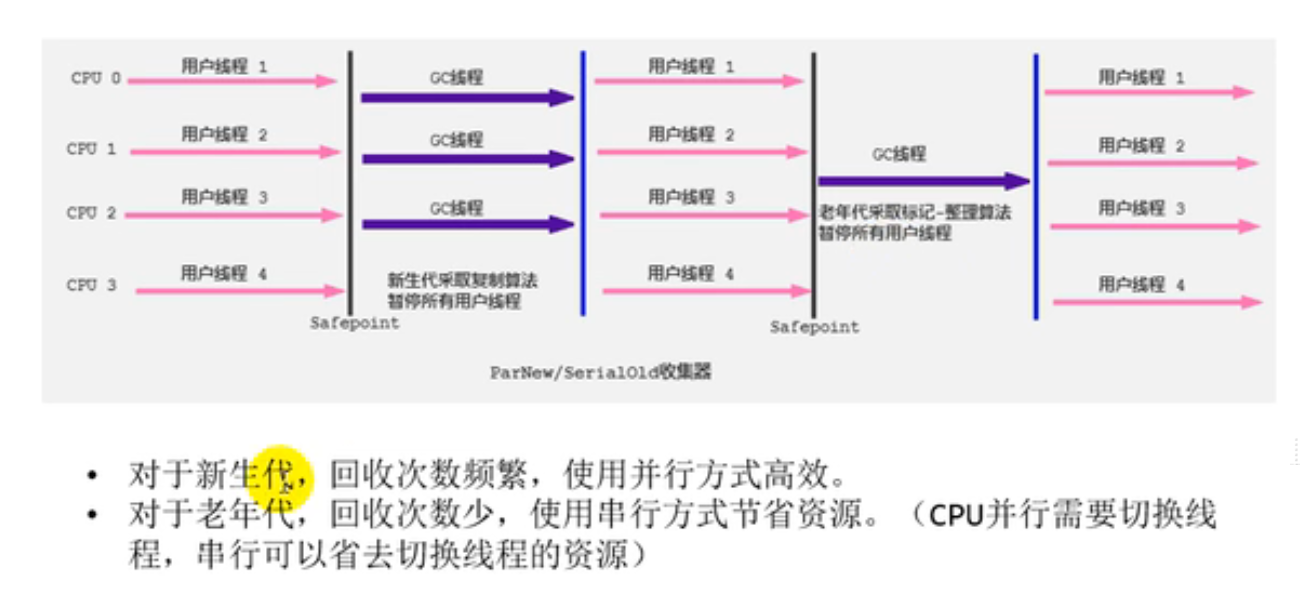 用户线程 1
用户线程 1
用户线程 1
CPU 0
GC线程
用户线程 2
用户线程 2
用户线程 2
CPU 1
GC线程
GC线程
用户线程 3
用户线程 3
用户线程 3
CPU 2
GC线程
老年代采取标记-整理算法
暂停所有用户线程
用户线程 4
用户线程 4
用户线程 4
CPU 3
新生代采取复制算法
暂停所有用户线程
Safepoint
Safepoint
ParNew/SerialOld收集器
• 对于新生代，回收次数频繁，使用并行方式高效。
• 对于老年代，回收次数少，使用串行方式节省资源。（CPU并行需要切换线
程，串行可以省去切换线程的资源）